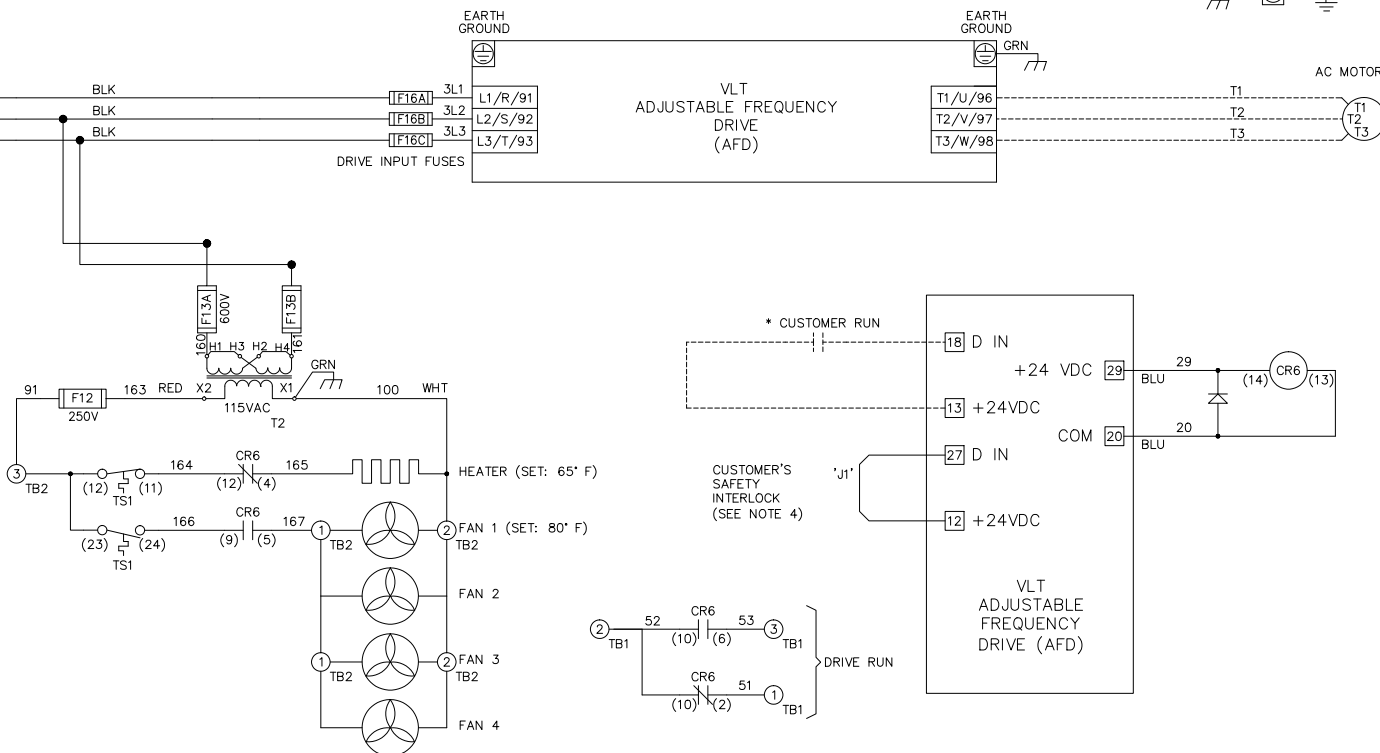 EARTH
GROUND
EARTH
GROUND
GRN
AC MOTOR
BLK
F16A
3L1
L1/R/91
BLK
F16B
3L2
L2/S/92
BLK
F16C
3L3
L3/T/93
DRIVE INPUT FUSES
VLT
ADJUSTABLE FREQUENCY
DRIVE
(AFD)
T1/U/96
T2/V/97
T3/W/98
T1
T2
T3
T1
T2
T3
F13A
600V
F13B
160
161
H1 H3 H2 H4
GRN
91
F12
250V
163
RED
X2
X1
115VAC
T2
100
WHT
3
TB2
(12)
(11)
TS1
164
CR6
(12)
(4)
165
HEATER (SET: 65° F)
(23)
(24)
TS1
166
CR6
(9)
(5)
167
1
TB2
2
TB2
FAN 1 (SET: 80° F)
FAN 2
1
TB2
2
TB2
FAN 3
FAN 4
* CUSTOMER RUN
18
D IN
13
+24VDC
27
D IN
12
+24VDC
'J1'
CUSTOMER'S
SAFETY
INTERLOCK
(SEE NOTE 4)
+24 VDC
29
BLU
29
COM
20
BLU
20
(14)
CR6
(13)
VLT
ADJUSTABLE
FREQUENCY
DRIVE (AFD)
2
TB1
52
CR6
(10)
(6)
53
3
TB1
CR6
(10)
(2)
51
1
TB1
DRIVE RUN